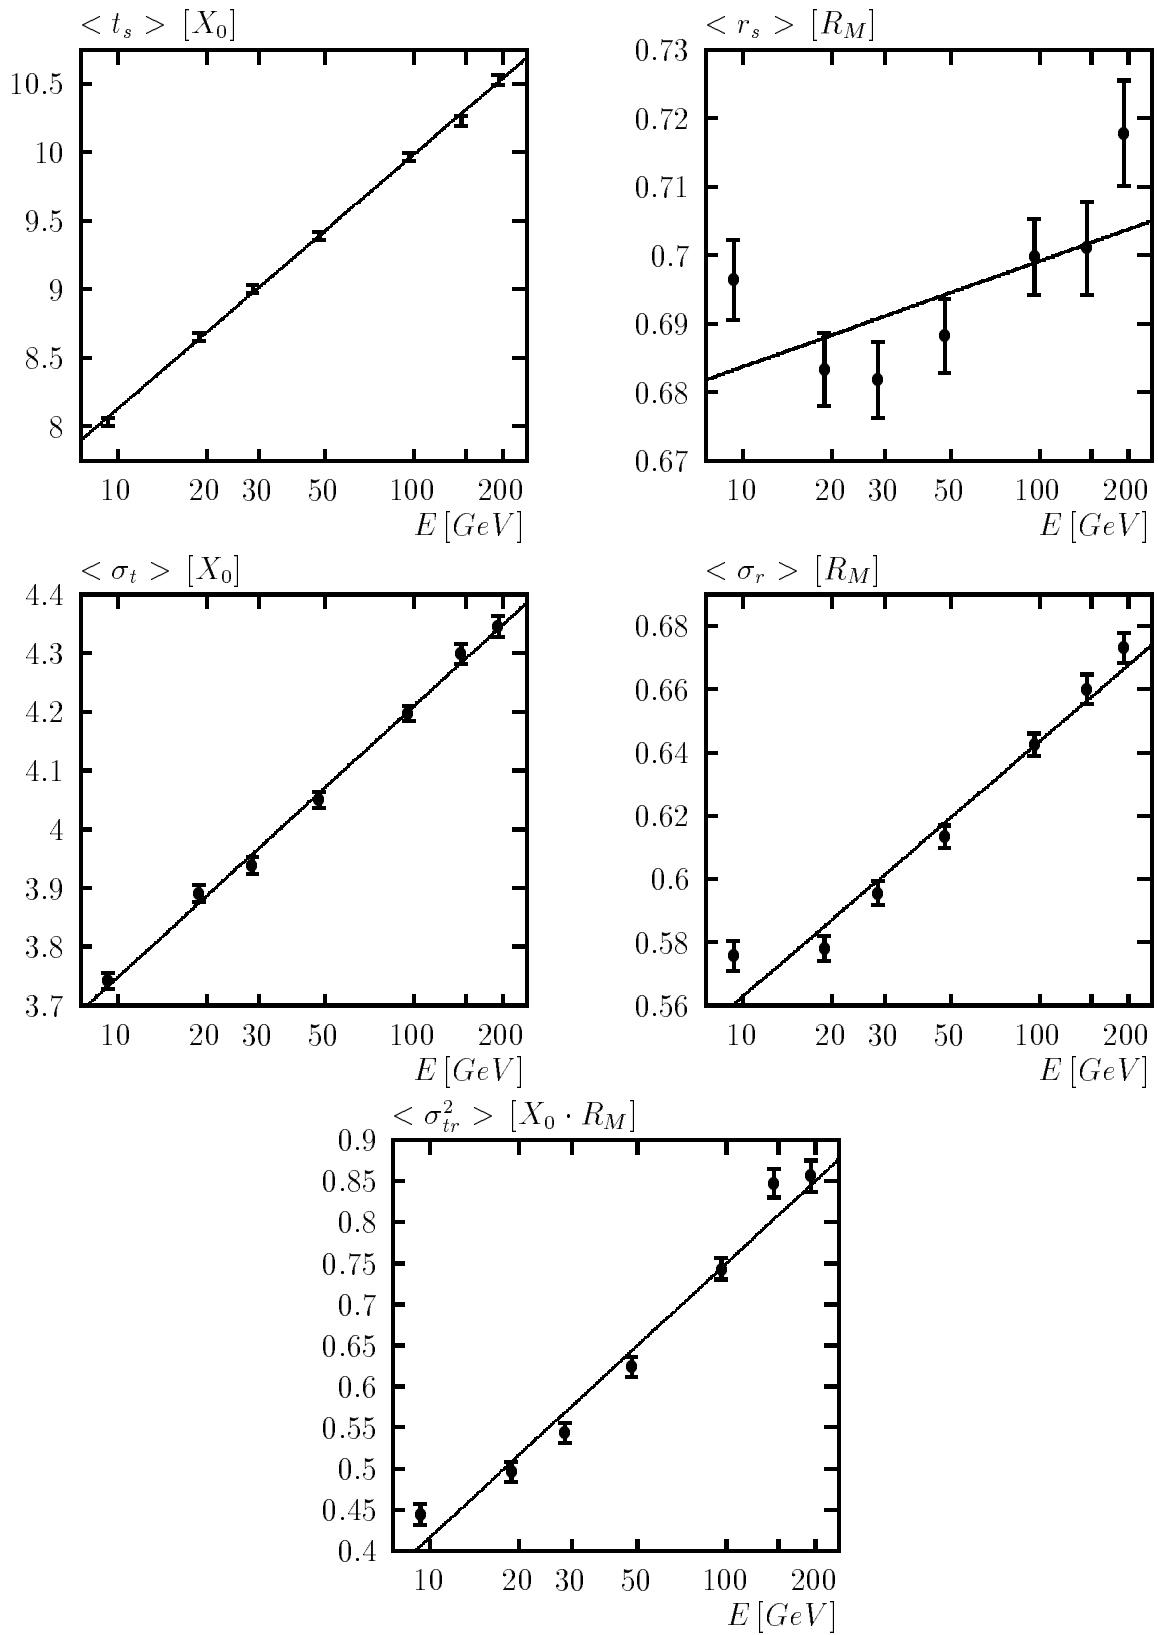 < t_s > [X_0]
10.5
10
9.5
9
8.5
8
10 20 30 50 100 200
E [GeV]
< r_s > [R_M]
0.73
0.72
0.71
0.7
0.69
0.68
0.67
10 20 30 50 100 200
E [GeV]
< σ_t > [X_0]
4.4
4.3
4.2
4.1
4
3.9
3.8
3.7
10 20 30 50 100 200
E [GeV]
< σ_r > [R_M]
0.68
0.66
0.64
0.62
0.6
0.58
0.56
10 20 30 50 100 200
E [GeV]
< σ²_tr > [X_0 · R_M]
0.9
0.85
0.8
0.75
0.7
0.65
0.6
0.55
0.5
0.45
0.4
10 20 30 50 100 200
E [GeV]